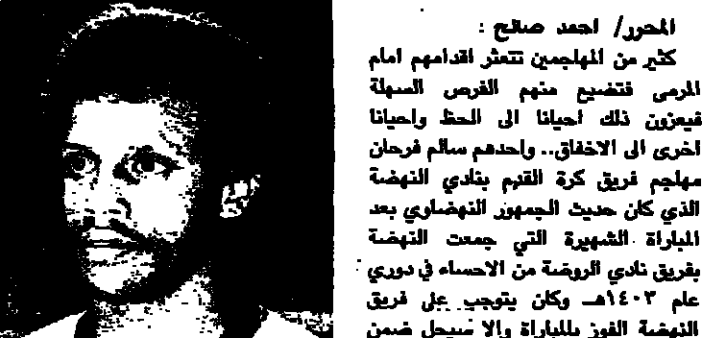 المحرر/ احمد صالح :
كثير من المهاجمين تتعثر اقدامهم امام
المرمى فتضيع منهم الفرص السهلة
فيعزون ذلك احيانا الى الحظ واحيانا
اخرى الى الاخفاق.. واحدهم سالم فرحان
مهاجم فريق كرة القدم بنادي النهضة
الذي كان حديث الجمهور النهضاوي بعد
المباراة الشهيرة التي جمعت النهضة
بفريق نادي الروضة من الاحساء في دوري
عام ١٤٠٣هـ وكان يتوجب على فريق
النهضة الفوز بالمباراة والا سيحل ضمن